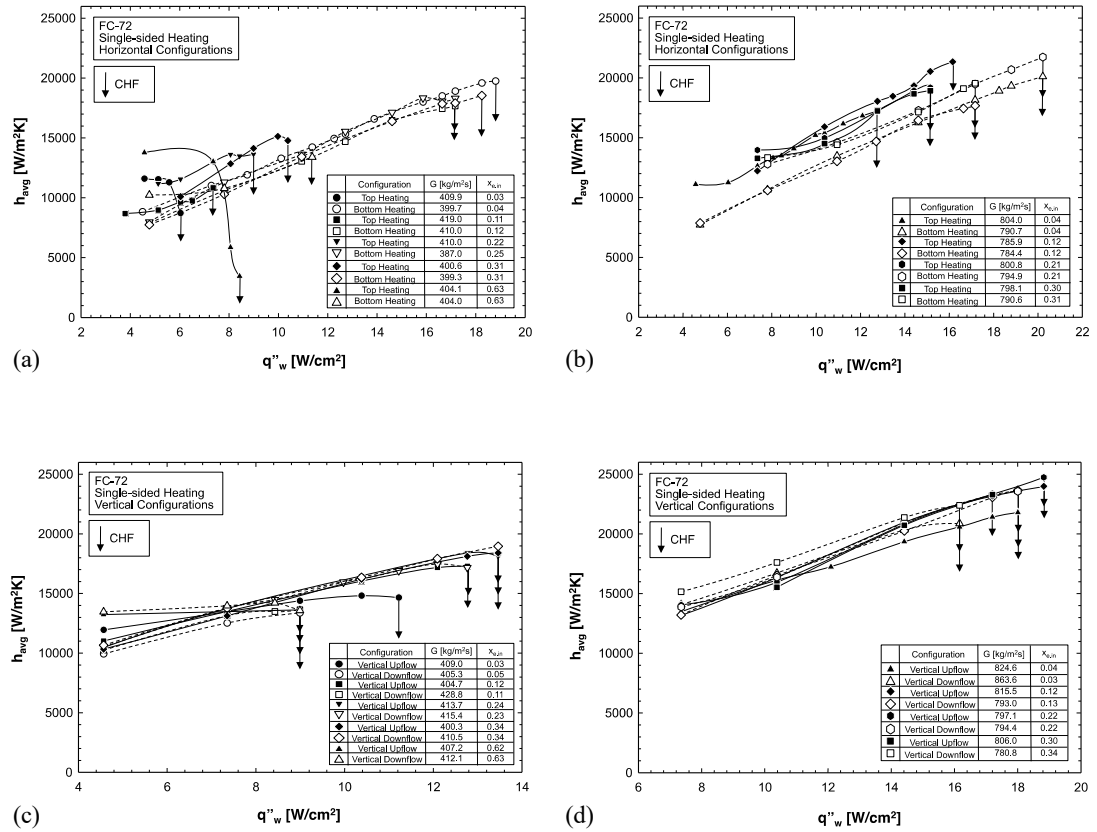 FC-72
Single-sided Heating
Horizontal Configurations
CHF
h_avg [W/m²K]
25000
20000
15000
10000
5000
0
2 4 6 8 10 12 14 16 18 20
q"_w [W/cm²]
Configuration G [kg/m²s] x_e,in
Top Heating 409.9 0.03
Bottom Heating 399.7 0.04
Top Heating 419.0 0.11
Bottom Heating 410.0 0.12
Top Heating 410.0 0.22
Bottom Heating 387.0 0.25
Top Heating 400.6 0.31
Bottom Heating 399.3 0.31
Top Heating 404.1 0.63
Bottom Heating 404.0 0.63
(a)
FC-72
Single-sided Heating
Horizontal Configurations
CHF
h_avg [W/m²K]
25000
20000
15000
10000
5000
0
2 4 6 8 10 12 14 16 18 20 22
q"_w [W/cm²]
Configuration G [kg/m²s] x_e,in
Top Heating 804.0 0.04
Bottom Heating 790.7 0.04
Top Heating 785.9 0.12
Bottom Heating 784.4 0.12
Top Heating 800.8 0.21
Bottom Heating 794.9 0.21
Top Heating 798.1 0.30
Bottom Heating 790.6 0.31
(b)
FC-72
Single-sided Heating
Vertical Configurations
CHF
h_avg [W/m²K]
25000
20000
15000
10000
5000
0
4 6 8 10 12 14
q"_w [W/cm²]
Configuration G [kg/m²s] x_e,in
Vertical Upflow 409.0 0.03
Vertical Downflow 405.3 0.05
Vertical Upflow 404.7 0.12
Vertical Downflow 428.8 0.11
Vertical Upflow 413.7 0.24
Vertical Downflow 415.4 0.23
Vertical Upflow 400.3 0.34
Vertical Downflow 410.5 0.34
Vertical Upflow 407.2 0.62
Vertical Downflow 412.1 0.63
(c)
FC-72
Single-sided Heating
Vertical Configurations
CHF
h_avg [W/m²K]
25000
20000
15000
10000
5000
0
6 8 10 12 14 16 18 20
q"_w [W/cm²]
Configuration G [kg/m²s] x_e,in
Vertical Upflow 824.6 0.04
Vertical Downflow 863.6 0.03
Vertical Upflow 815.5 0.12
Vertical Downflow 793.0 0.13
Vertical Upflow 797.1 0.22
Vertical Downflow 794.4 0.22
Vertical Upflow 806.0 0.30
Vertical Downflow 780.8 0.34
(d)